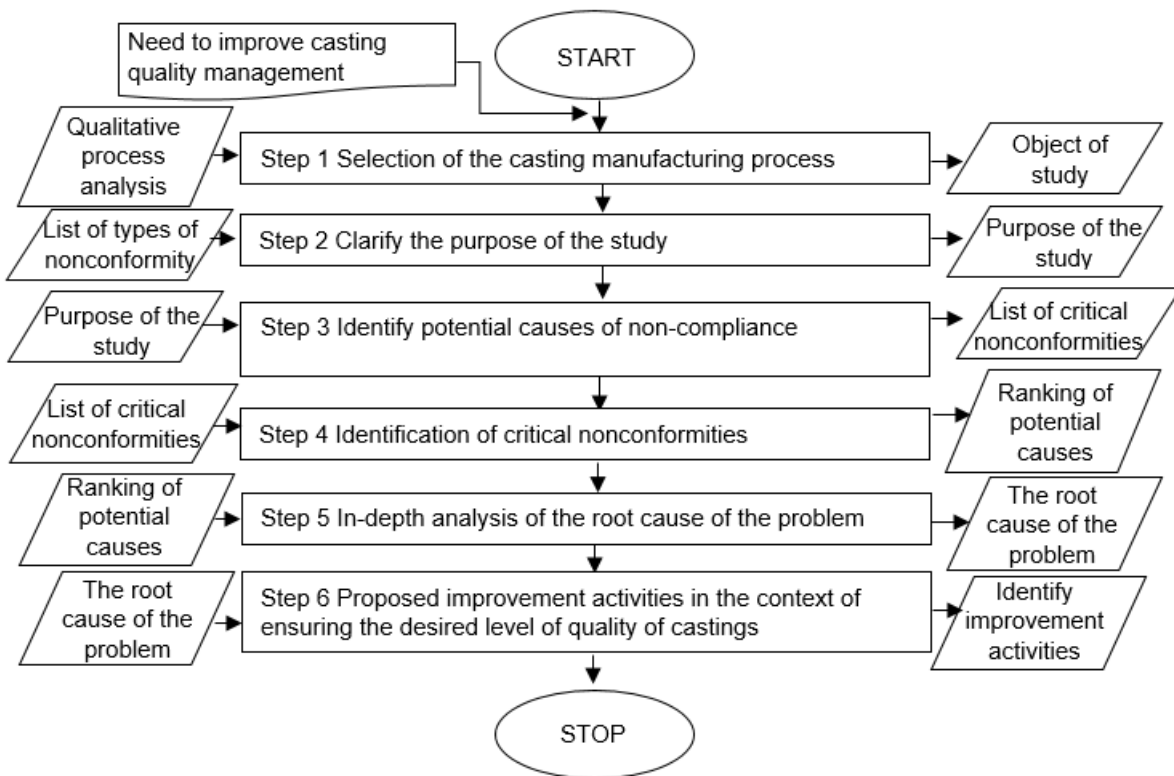 Need to improve casting
quality management
START
Qualitative
process
analysis
Step 1 Selection of the casting manufacturing process
Object of
study
List of types of
nonconformity
Step 2 Clarify the purpose of the study
Purpose of the
study
Purpose of the
study
Step 3 Identify potential causes of non-compliance
List of critical
nonconformities
List of critical
nonconformities
Step 4 Identification of critical nonconformities
Ranking of
potential
causes
Ranking of
potential
causes
Step 5 In-depth analysis of the root cause of the problem
The root
cause of the
problem
The root
cause of the
problem
Step 6 Proposed improvement activities in the context of
ensuring the desired level of quality of castings
Identify
improvement
activities
STOP